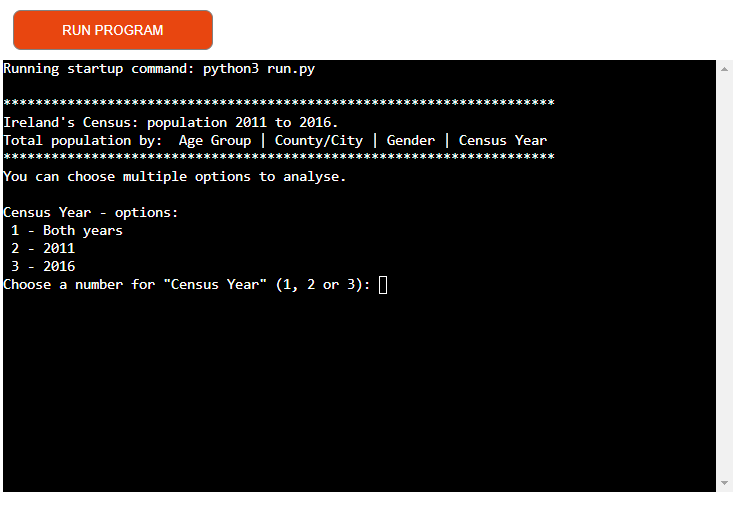 RUN PROGRAM
Running startup command: python3 run.py
*********************************************************************
Ireland's Census: population 2011 to 2016.
Total population by:  Age Group | County/City | Gender | Census Year
*********************************************************************
You can choose multiple options to analyse.
Census Year - options:
 1 - Both years
 2 - 2011
 3 - 2016
Choose a number for "Census Year" (1, 2 or 3):